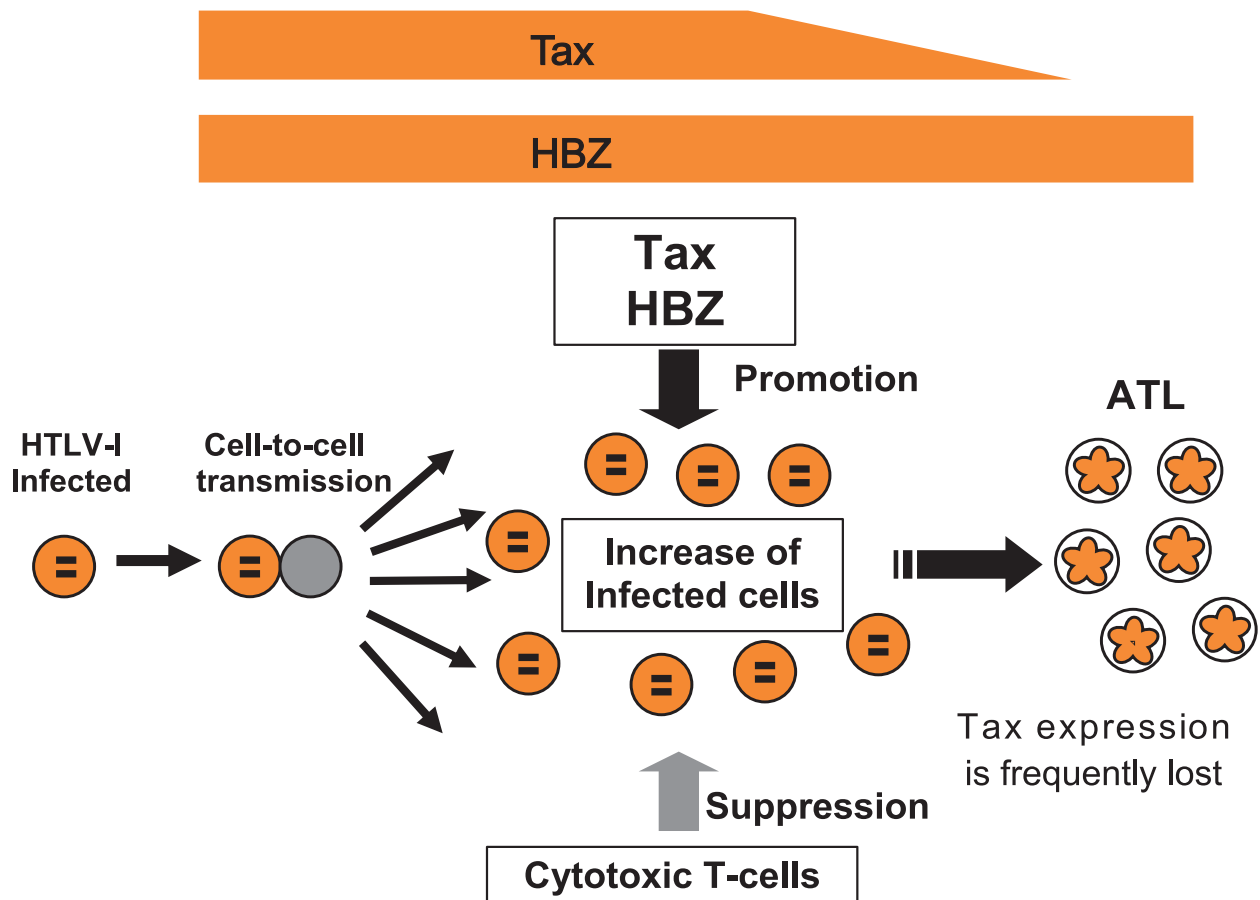 Tax
HBZ
Tax
HBZ
Promotion
ATL
HTLV-I
Infected
Cell-to-cell
transmission
Increase of
Infected cells
Tax expression
is frequently lost
Suppression
Cytotoxic T-cells